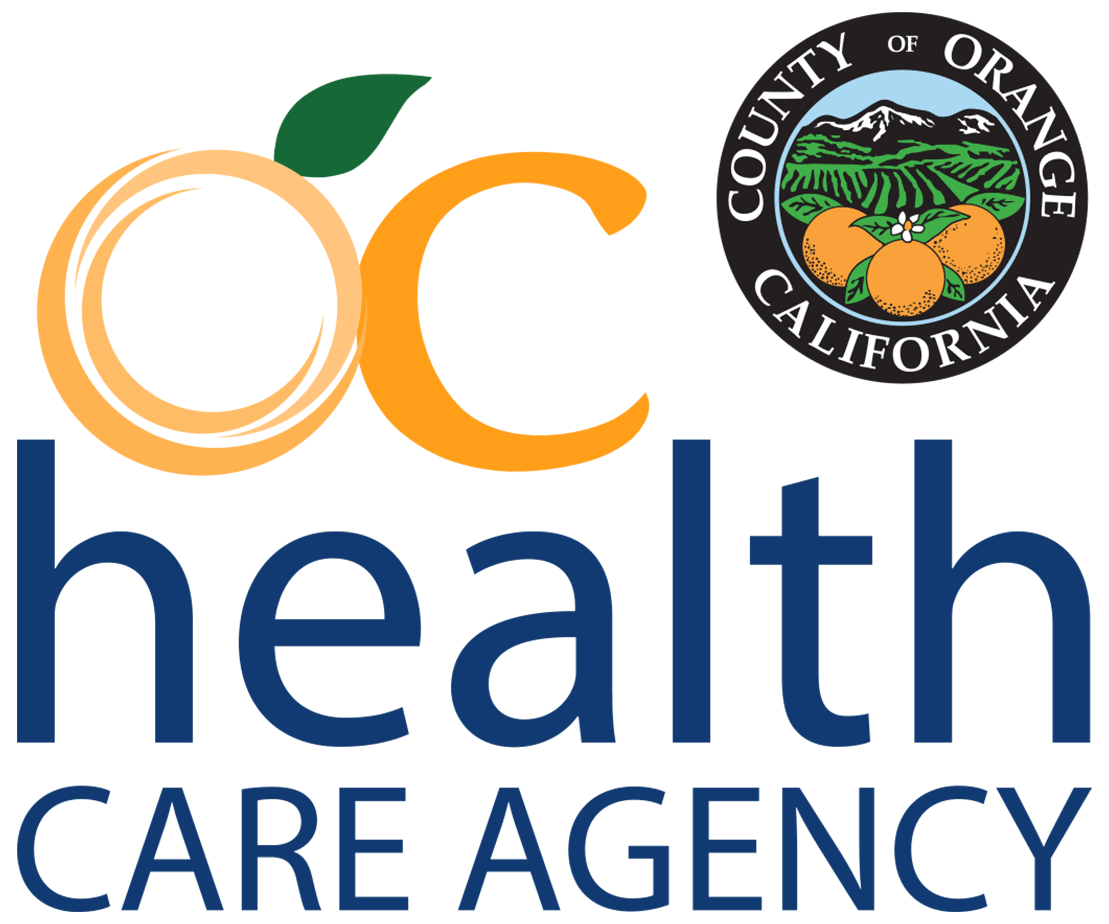 OC
health
CARE AGENCY
COUNTY OF ORANGE
CALIFORNIA